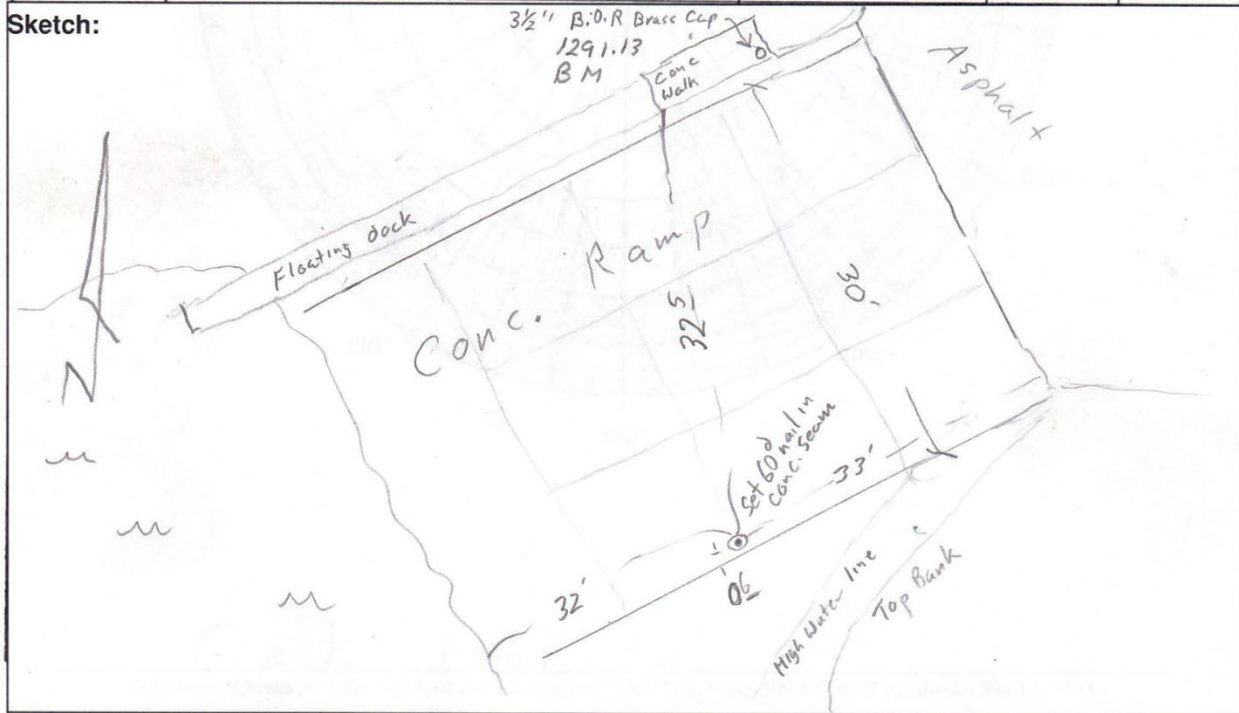 Sketch:
3½" B.O.R Brass Cap
1291.13
BM
Conc
Walk
Asphalt
Floating dock
Conc. Ramp
N
32 5
30'
Set 60d nail in
conc. seam
33'
32'
06
High Water line
Top Bank